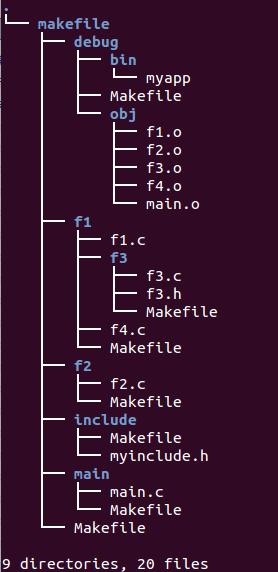 .
└── makefile
    ├── debug
    │   ├── bin
    │   │   └── myapp
    │   ├── Makefile
    │   └── obj
    │       ├── f1.o
    │       ├── f2.o
    │       ├── f3.o
    │       ├── f4.o
    │       └── main.o
    ├── f1
    │   ├── f1.c
    │   ├── f3
    │   │   ├── f3.c
    │   │   ├── f3.h
    │   │   └── Makefile
    │   ├── f4.c
    │   └── Makefile
    ├── f2
    │   ├── f2.c
    │   └── Makefile
    ├── include
    │   ├── Makefile
    │   └── myinclude.h
    ├── main
    │   ├── main.c
    │   └── Makefile
    └── Makefile
9 directories, 20 files